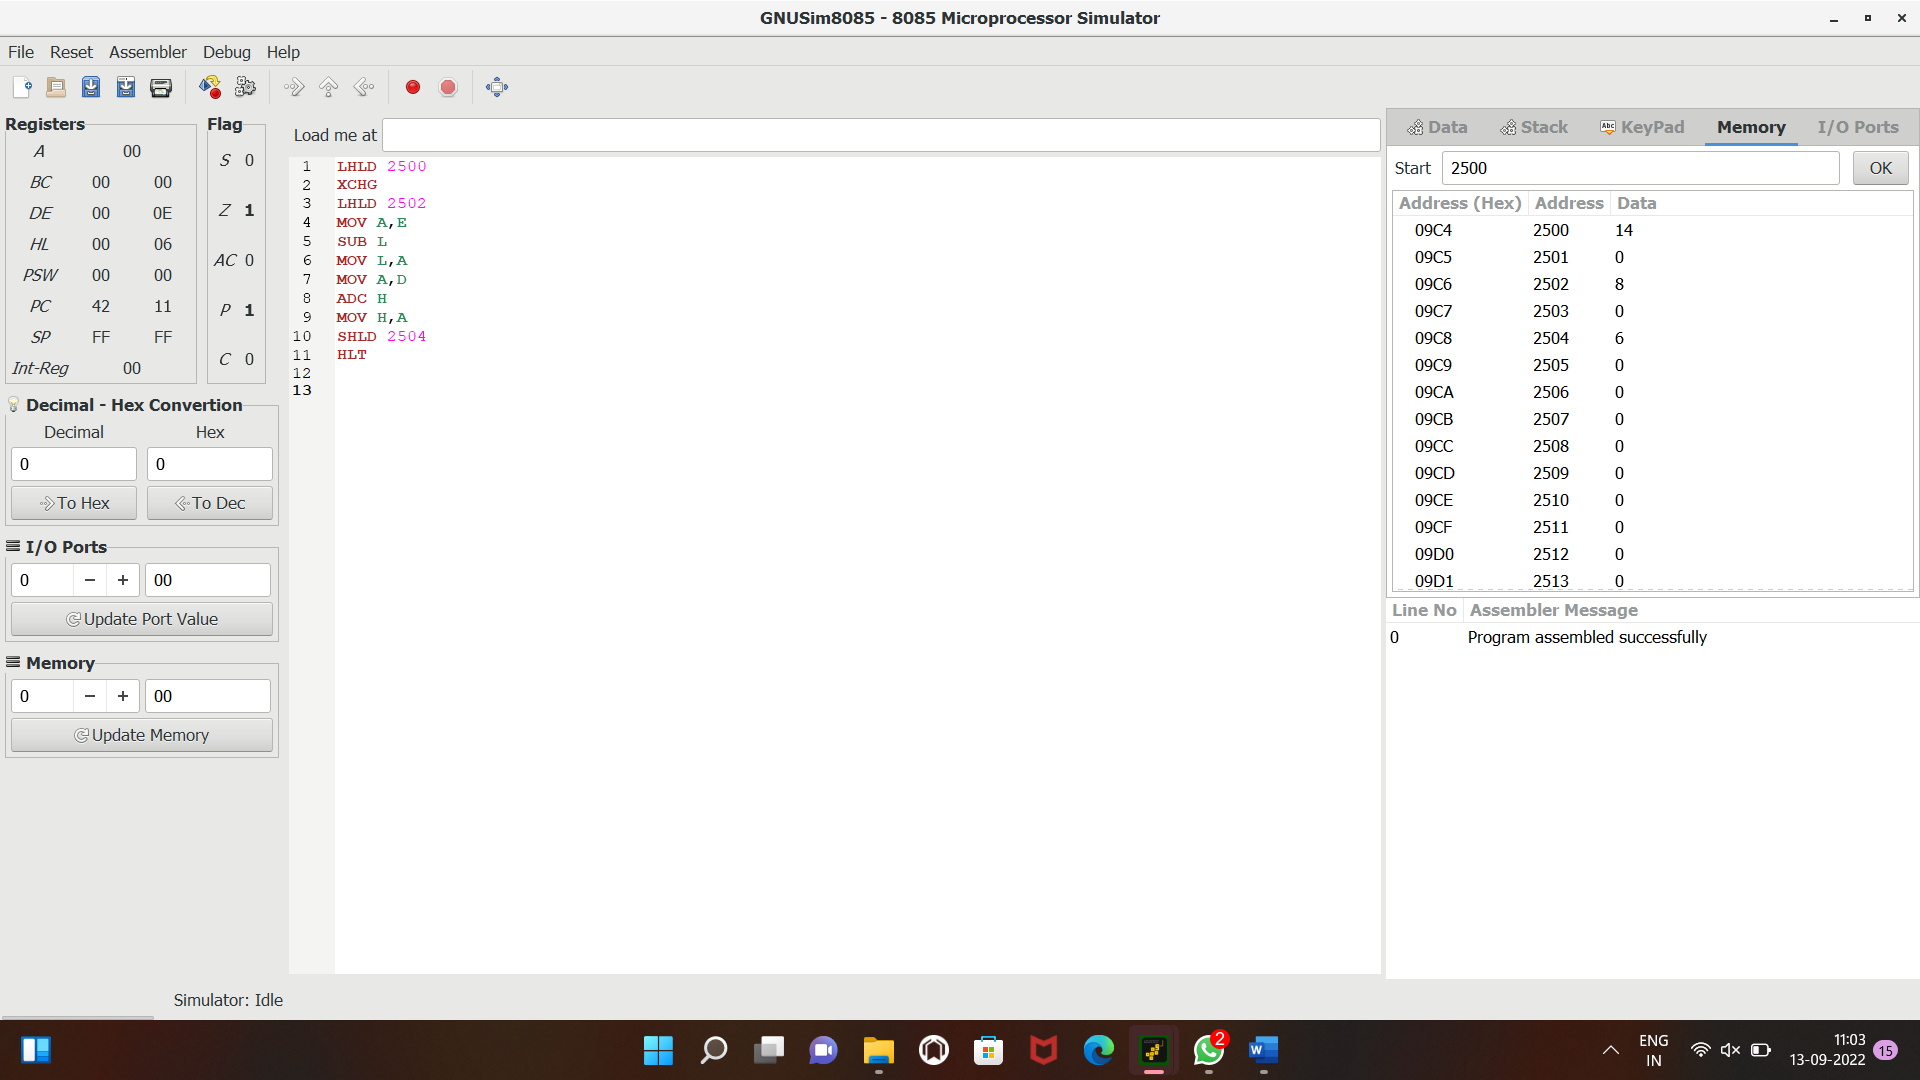 GNUSim8085 - 8085 Microprocessor Simulator
File Reset Assembler Debug Help
Registers
A 00
BC 00 00
DE 00 0E
HL 00 06
PSW 00 00
PC 42 11
SP FF FF
Int-Reg 00
Flag
S 0
Z 1
AC 0
P 1
C 0
Decimal - Hex Convertion
Decimal Hex
0 0
To Hex To Dec
I/O Ports
0 − + 00
Update Port Value
Memory
0 − + 00
Update Memory
Load me at
1 LHLD 2500
2 XCHG
3 LHLD 2502
4 MOV A,E
5 SUB L
6 MOV L,A
7 MOV A,D
8 ADC H
9 MOV H,A
10 SHLD 2504
11 HLT
12
13
Data Stack Abc KeyPad Memory I/O Ports
Start 2500 OK
Address (Hex) Address Data
09C4 2500 14
09C5 2501 0
09C6 2502 8
09C7 2503 0
09C8 2504 6
09C9 2505 0
09CA 2506 0
09CB 2507 0
09CC 2508 0
09CD 2509 0
09CE 2510 0
09CF 2511 0
09D0 2512 0
09D1 2513 0
Line No Assembler Message
0 Program assembled successfully
Simulator: Idle
2
W
ENG
IN
11:03
13-09-2022
15